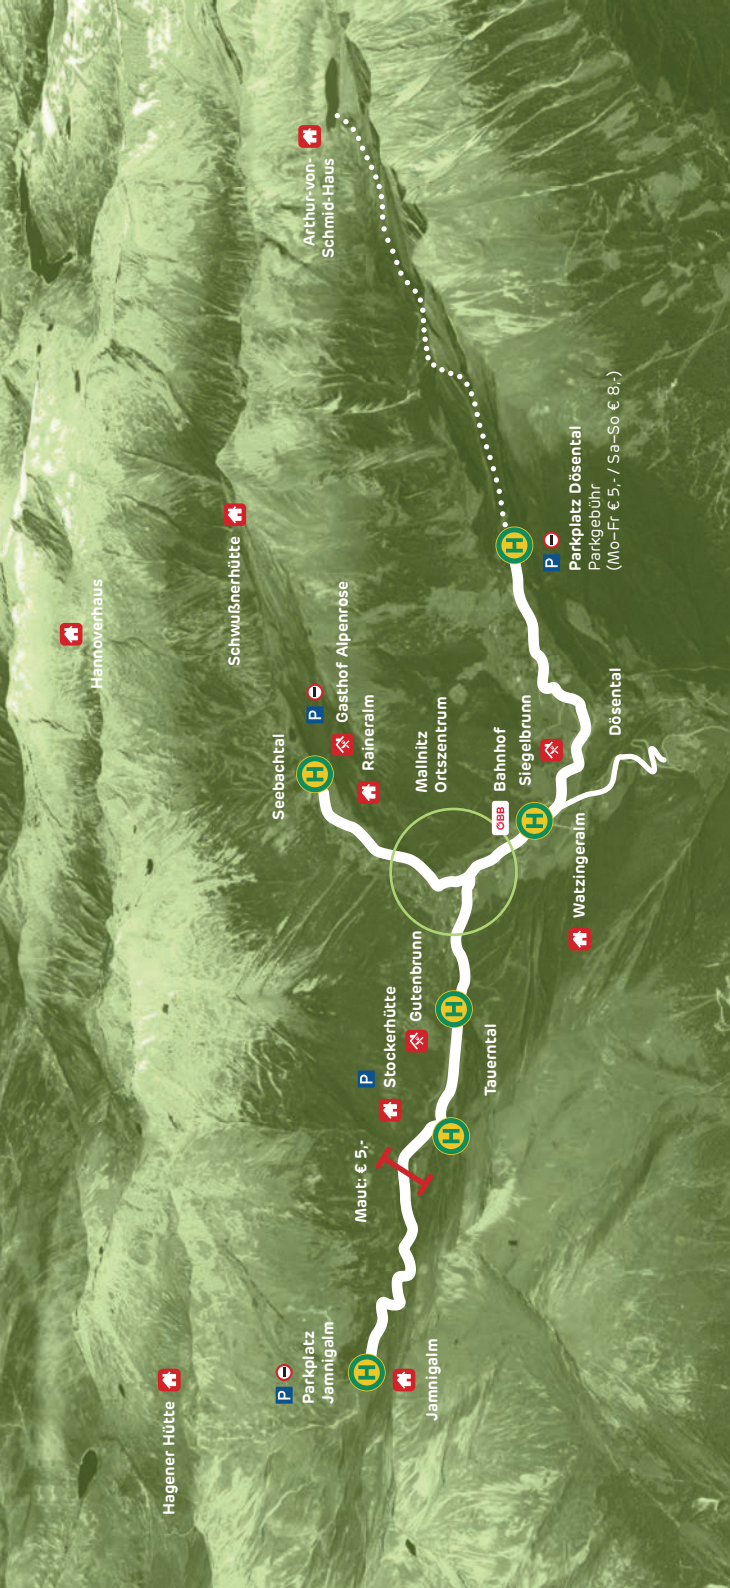 Hagener Hütte
P
Parkplatz
Jamnigalm
H
Jamnigalm
Maut: € 5,-
P
Stockerhütte
Gutenbrunn
H
H
Tauerntal
Hannoverhaus
Schwußnerhütte
Seebachtal
P
Gasthof Alpenrose
H
Raineralm
Mallnitz
Ortszentrum
ÖBB
Bahnhof
Siegelbrunn
H
Watzingeralm
Dösental
Arthur-von-
Schmid-Haus
H
P
Parkplatz Dösental
Parkgebühr
(Mo–Fr € 5,- / Sa–So € 8,-)